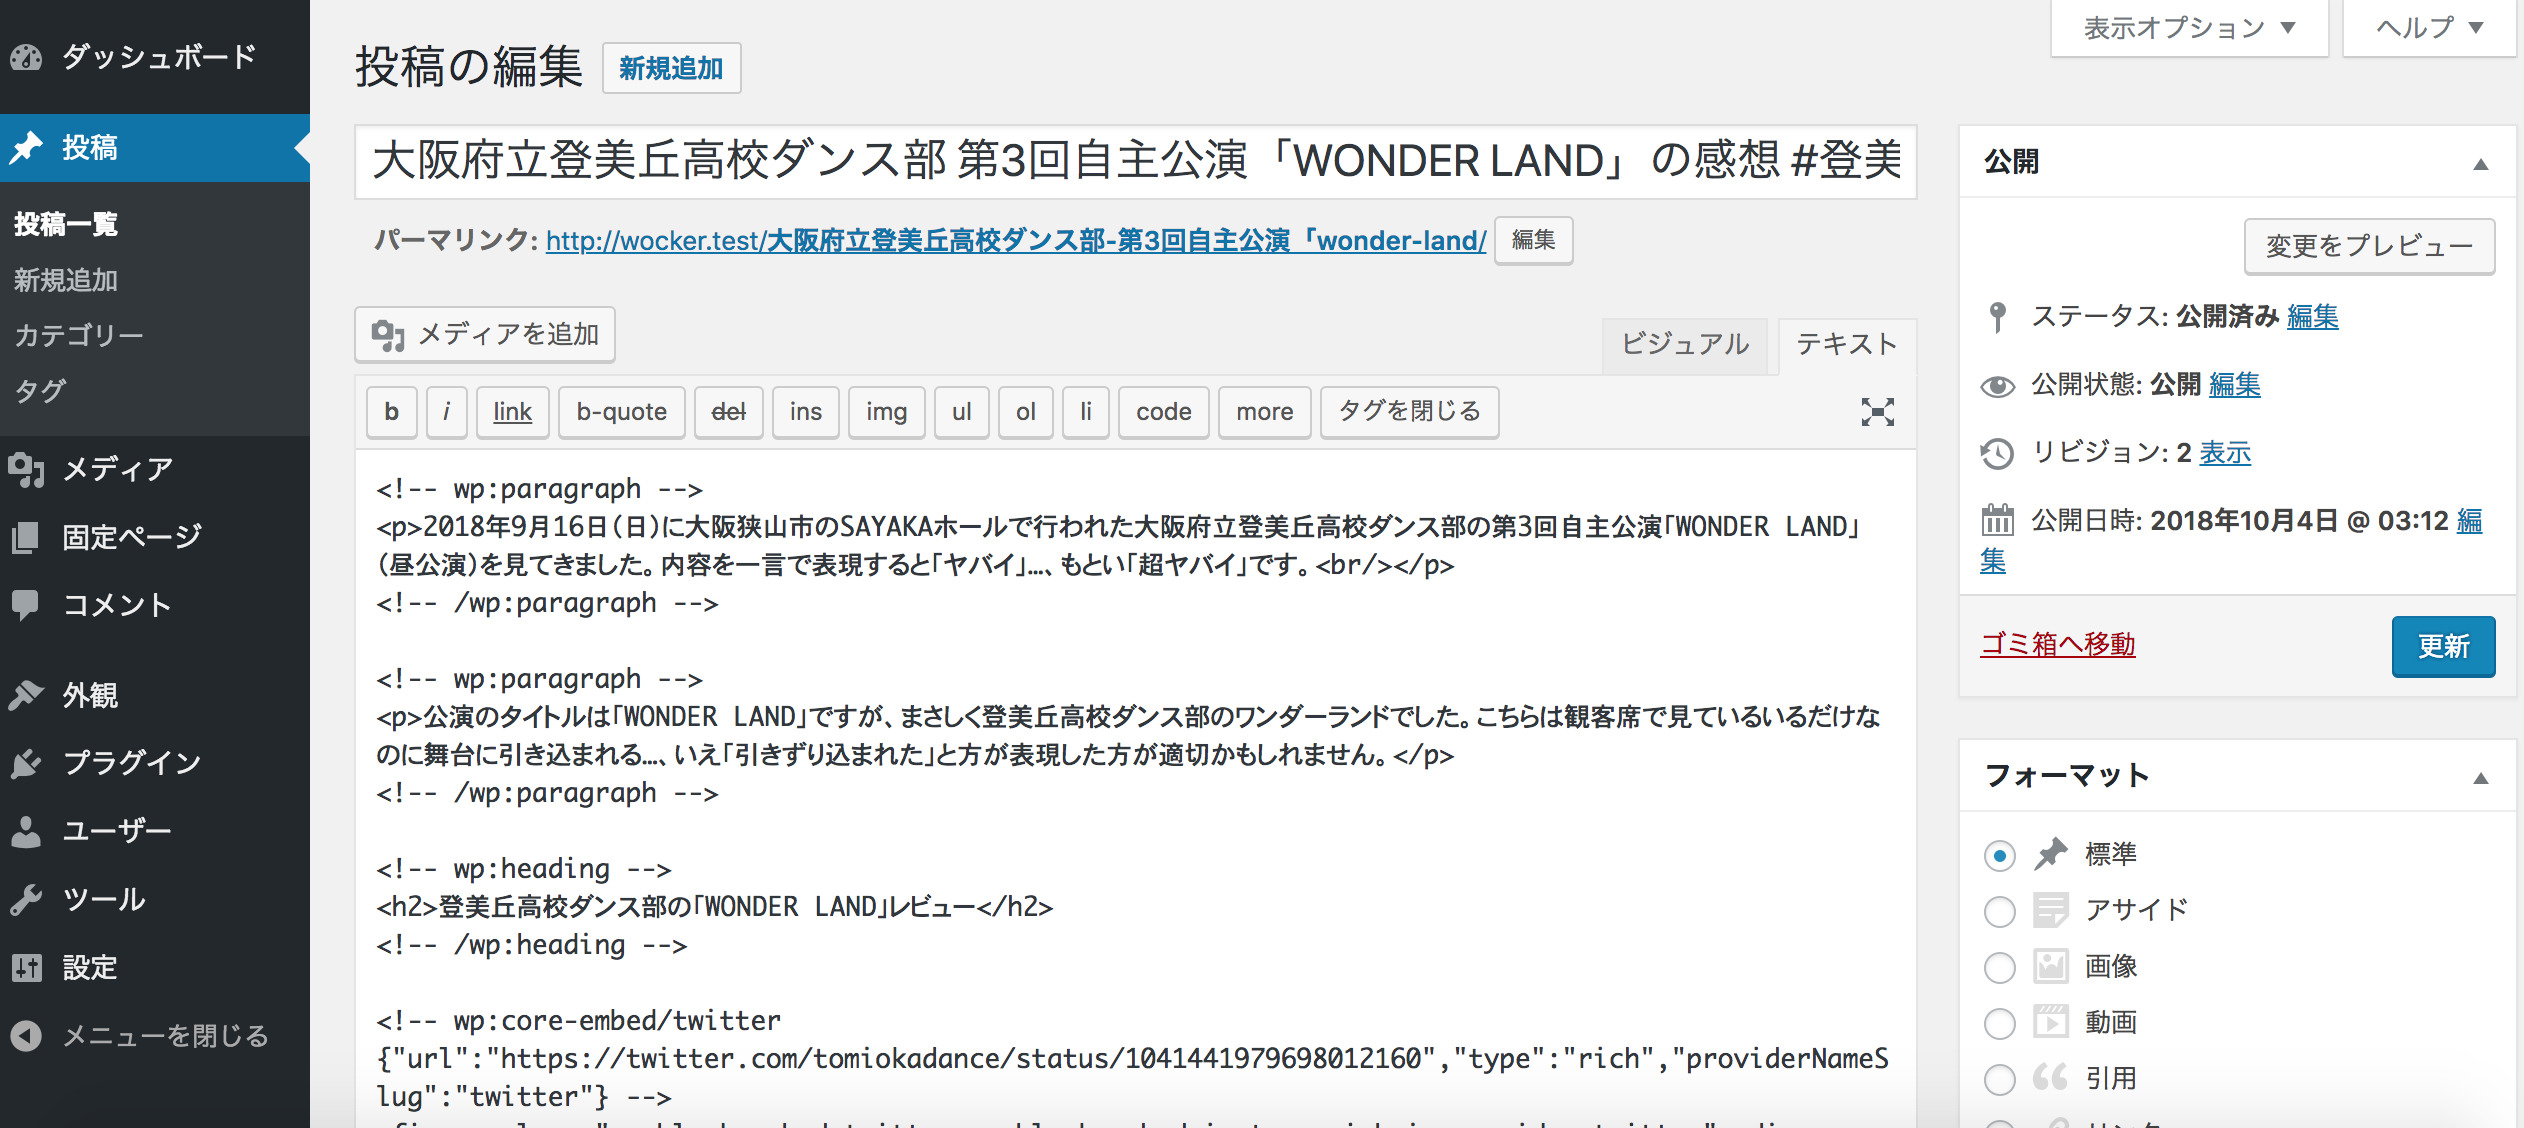 ダッシュボード
投稿
投稿一覧
新規追加
カテゴリー
タグ
メディア
固定ページ
コメント
外観
プラグイン
ユーザー
ツール
設定
メニューを閉じる
表示オプション ▼
ヘルプ ▼
投稿の編集 新規追加
大阪府立登美丘高校ダンス部 第3回自主公演「WONDER LAND」の感想 #登美
パーマリンク: http://wocker.test/大阪府立登美丘高校ダンス部-第3回自主公演「wonder-land/ 編集
メディアを追加
ビジュアル テキスト
b i link b-quote del ins img ul ol li code more タグを閉じる
<!-- wp:paragraph -->
<p>2018年9月16日（日）に大阪狭山市のSAYAKAホールで行われた大阪府立登美丘高校ダンス部の第3回自主公演「WONDER LAND」
（昼公演）を見てきました。内容を一言で表現すると「ヤバイ」…、もとい「超ヤバイ」です。<br/></p>
<!-- /wp:paragraph -->
<!-- wp:paragraph -->
<p>公演のタイトルは「WONDER LAND」ですが、まさしく登美丘高校ダンス部のワンダーランドでした。こちらは観客席で見ているいるだけな
のに舞台に引き込まれる…、いえ「引きずり込まれた」と方が表現した方が適切かもしれません。</p>
<!-- /wp:paragraph -->
<!-- wp:heading -->
<h2>登美丘高校ダンス部の「WONDER LAND」レビュー</h2>
<!-- /wp:heading -->
<!-- wp:core-embed/twitter
{"url":"https://twitter.com/tomiokadance/status/1041441979698012160","type":"rich","providerNameS
lug":"twitter"} -->
公開
変更をプレビュー
ステータス: 公開済み 編集
公開状態: 公開 編集
リビジョン: 2 表示
公開日時: 2018年10月4日 @ 03:12 編
集
ゴミ箱へ移動
更新
フォーマット
標準
アサイド
画像
動画
引用